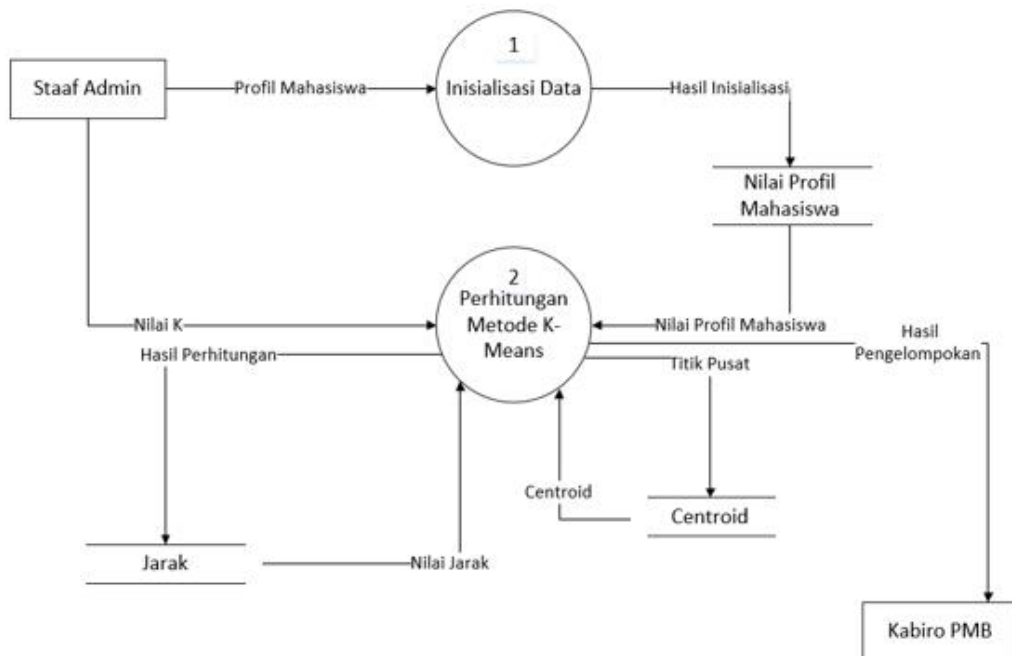 1
Staaf Admin
Profil Mahasiswa
Inisialisasi Data
Hasil Inisialisasi
Nilai Profil
Mahasiswa
2
Perhitungan
Metode K-
Means
Nilai K
Nilai Profil Mahasiswa
Hasil
Pengelompokan
Hasil Perhitungan
Titik Pusat
Centroid
Centroid
Jarak
Nilai Jarak
Kabiro PMB